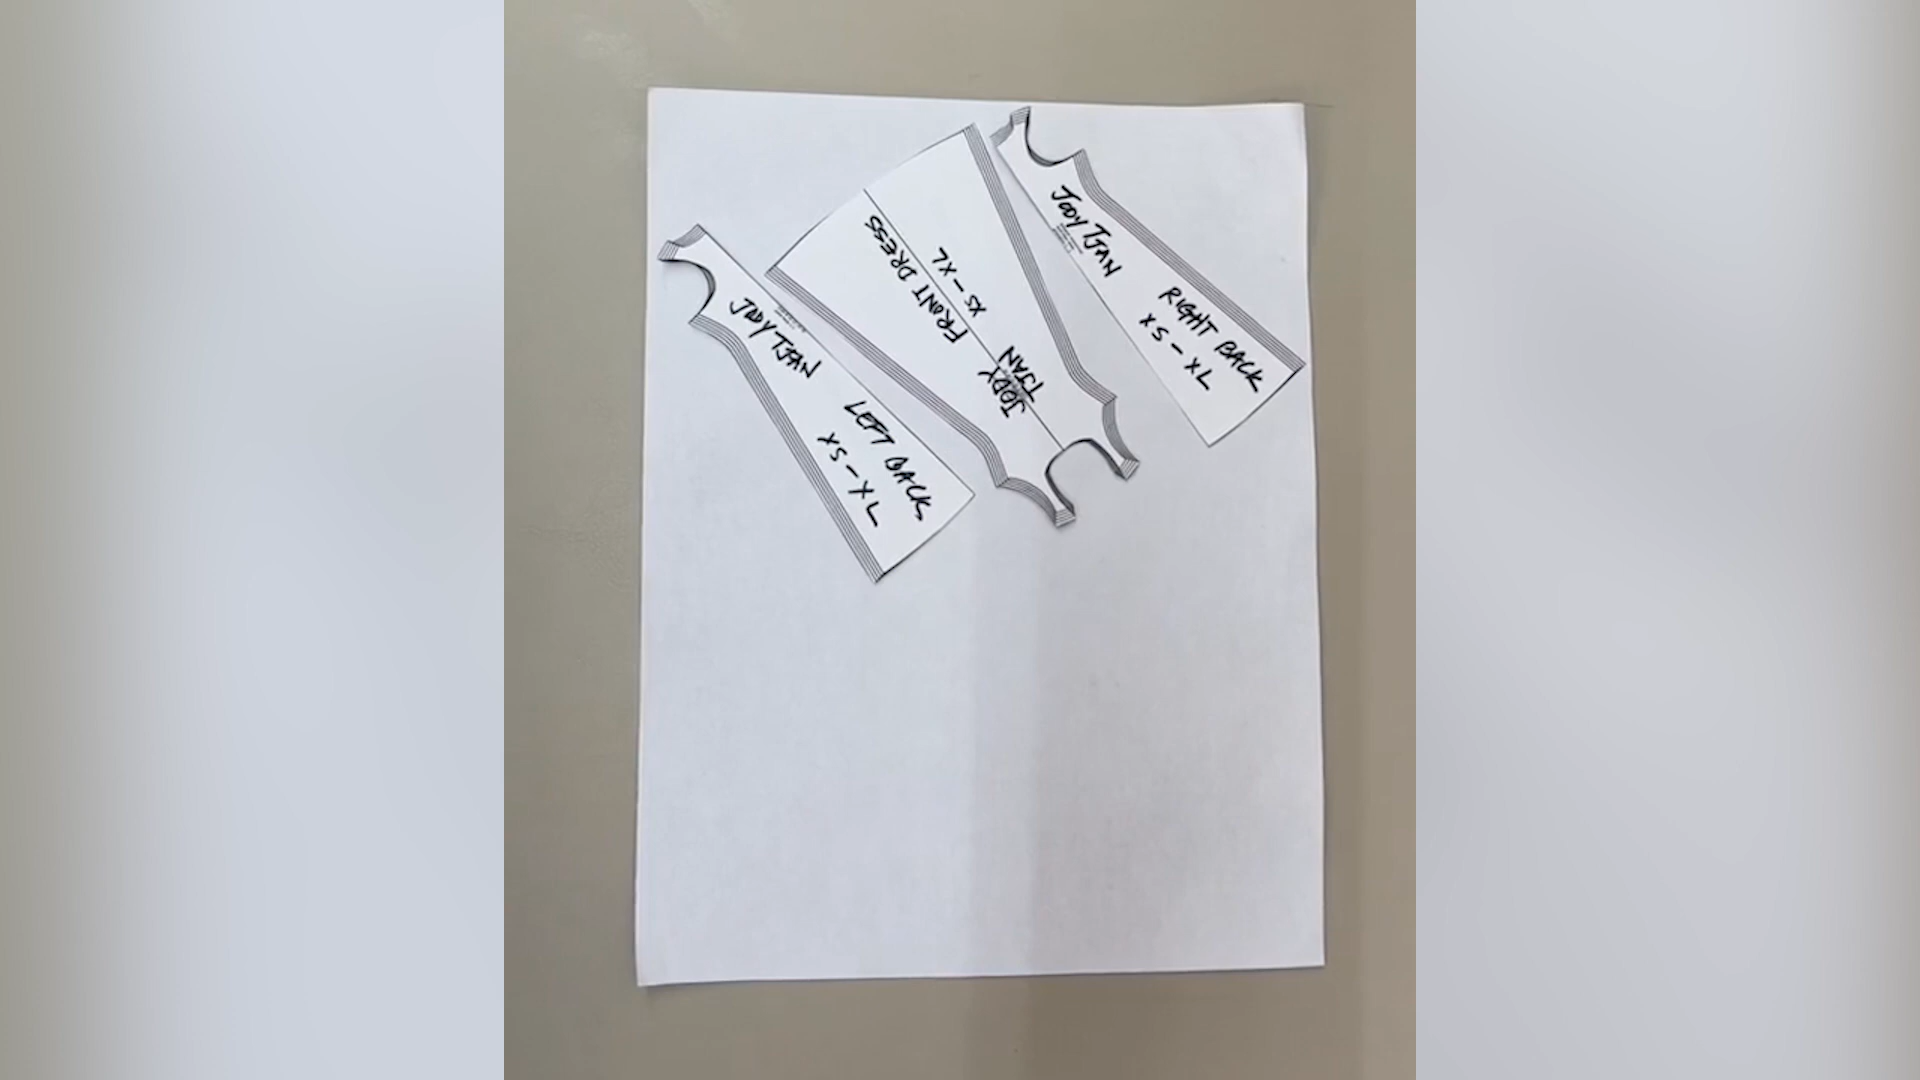 JODY TJAN
LEFT BACK
XS-XL
FRONT DRESS
XS-XL
JODY
TJAN
JODY TJAN
RIGHT BACK
XS-XL